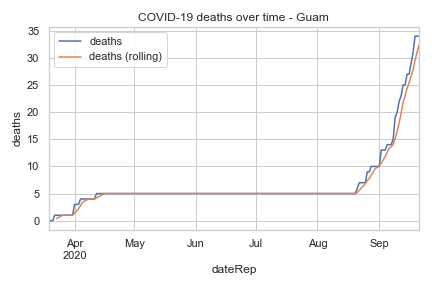 COVID-19 deaths over time - Guam
deaths
deaths (rolling)
35
30
25
20
15
10
5
0
deaths
Apr
2020
May
Jun
Jul
Aug
Sep
dateRep